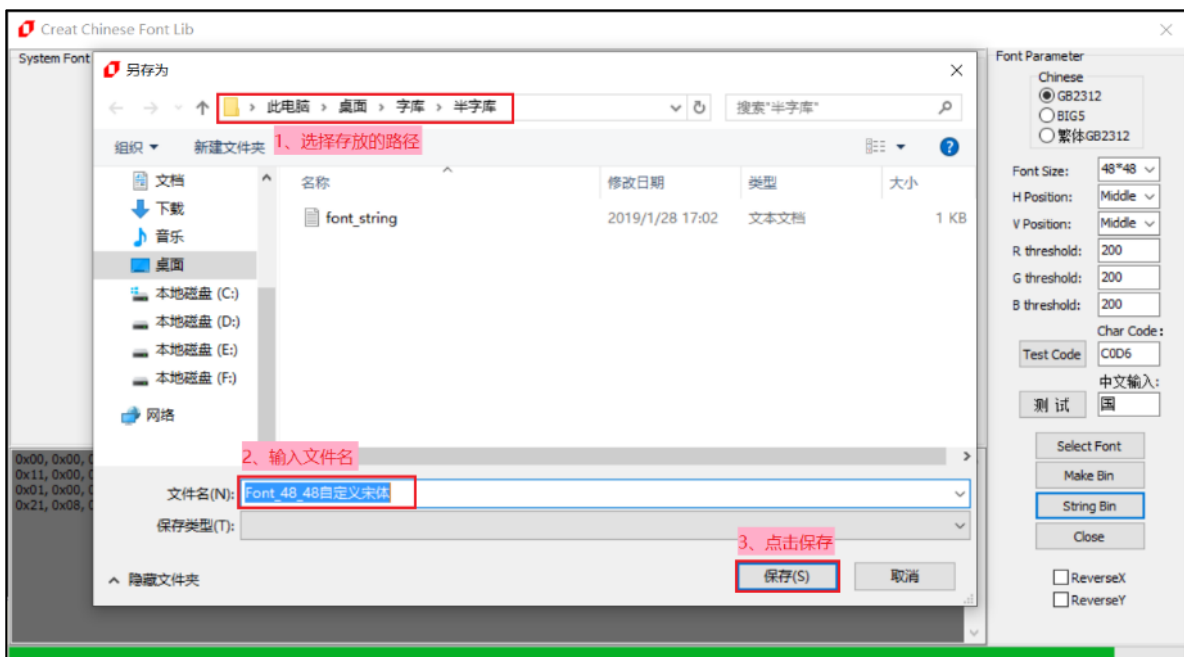 Creat Chinese Font Lib
System Font
另存为
此电脑 › 桌面 › 字库 › 半字库
搜索"半字库"
1、选择存放的路径
组织
新建文件夹
名称
修改日期
类型
大小
font_string
2019/1/28 17:02
文本文档
1 KB
文档
下载
音乐
桌面
本地磁盘 (C:)
本地磁盘 (D:)
本地磁盘 (E:)
本地磁盘 (F:)
网络
2、输入文件名
文件名(N):
Font_48_48自定义宋体
保存类型(T):
3、点击保存
隐藏文件夹
保存(S)
取消
0x00, 0x00,
0x11, 0x00,
0x01, 0x00,
0x21, 0x08,
Font Parameter
Chinese
GB2312
BIG5
繁体GB2312
Font Size:
48*48
H Position:
Middle
V Position:
Middle
R threshold:
200
G threshold:
200
B threshold:
200
Char Code:
Test Code
C0D6
中文输入:
测 试
国
Select Font
Make Bin
String Bin
Close
ReverseX
ReverseY